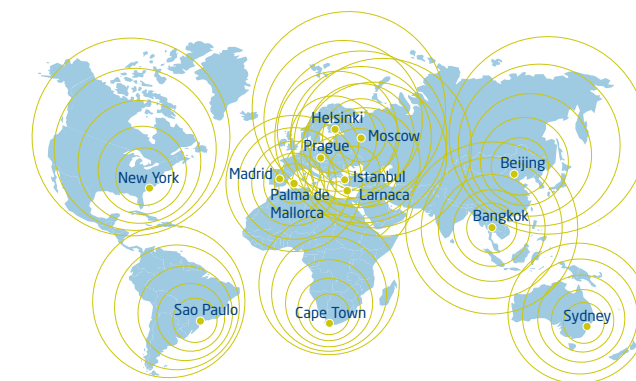 Helsinki
Moscow
Prague
Madrid
Istanbul
Palma de
Mallorca
Larnaca
New York
Beijing
Bangkok
Sao Paulo
Cape Town
Sydney